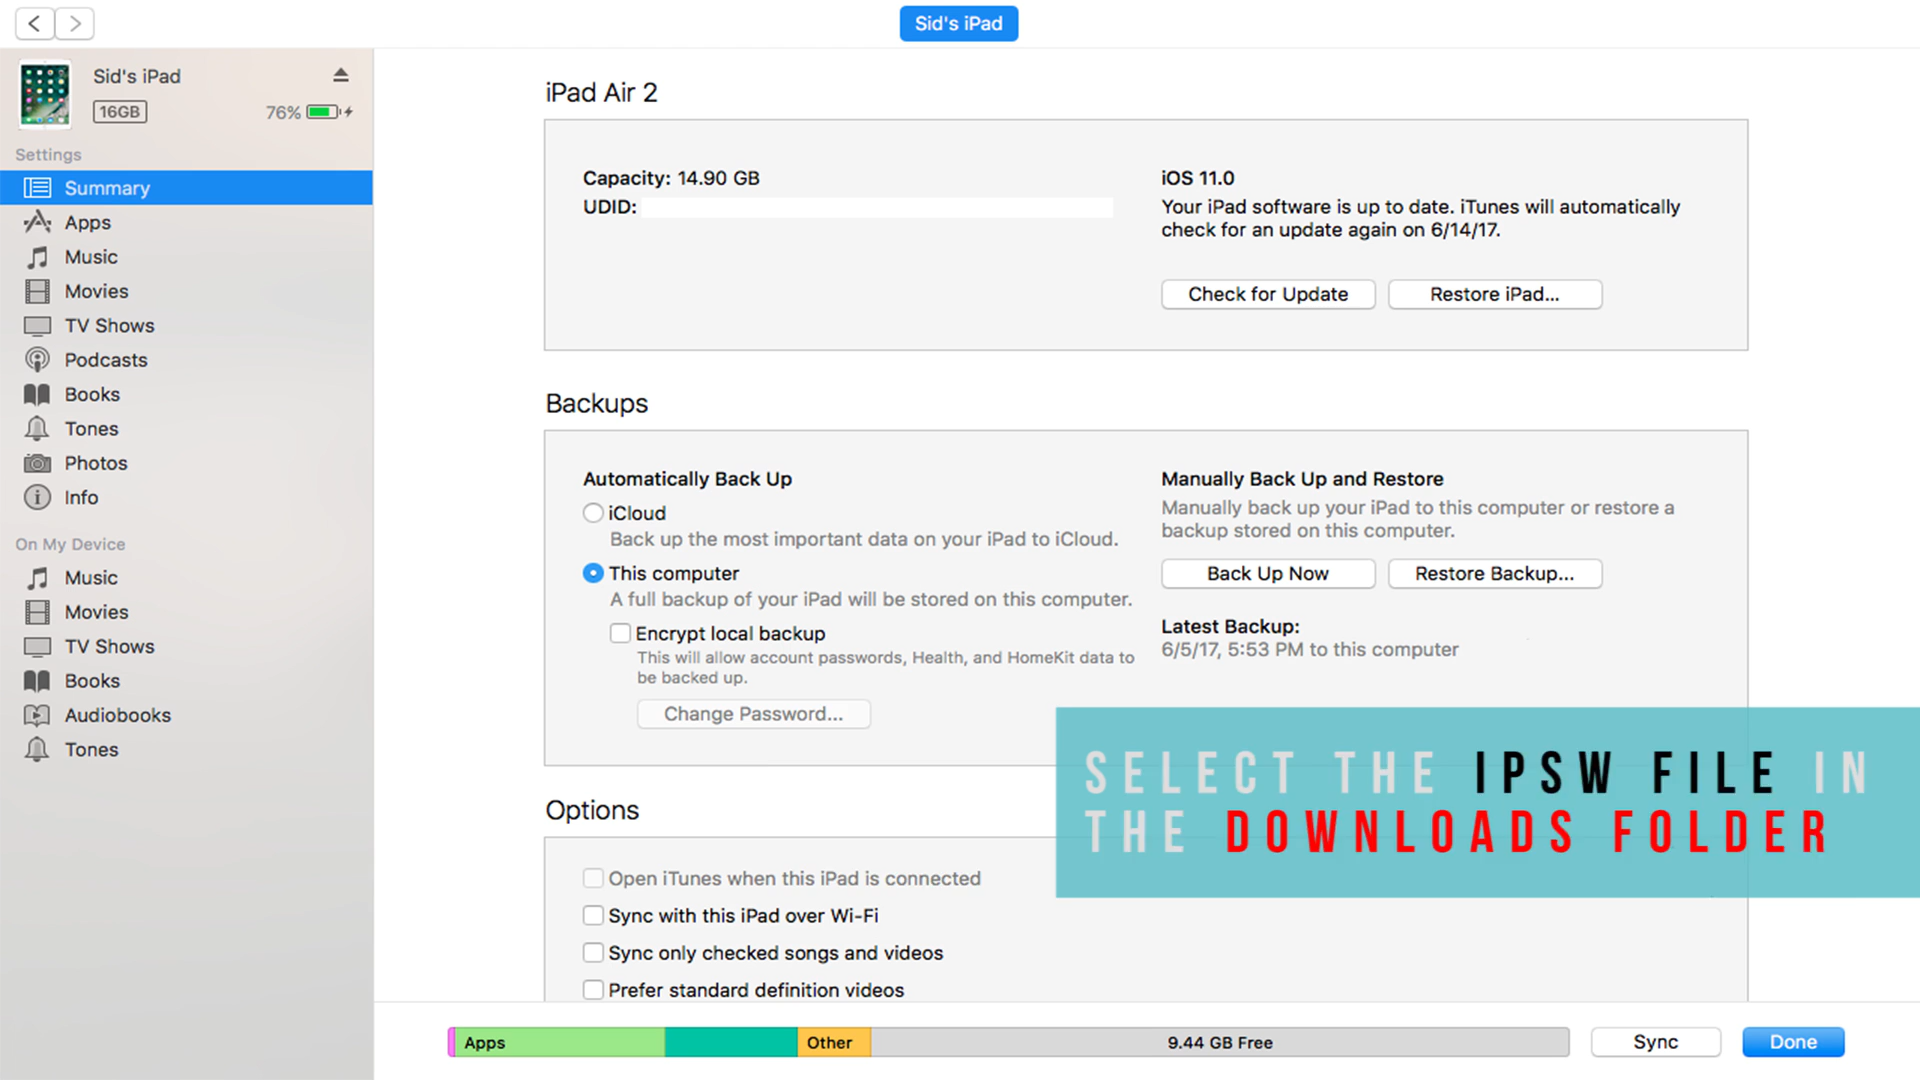 Sid's iPad
Sid's iPad
16GB
76%
Settings
Summary
Apps
Music
Movies
TV Shows
Podcasts
Books
Tones
Photos
Info
On My Device
Music
Movies
TV Shows
Books
Audiobooks
Tones
iPad Air 2
Capacity: 14.90 GB
UDID:
iOS 11.0
Your iPad software is up to date. iTunes will automatically
check for an update again on 6/14/17.
Check for Update
Restore iPad...
Backups
Automatically Back Up
iCloud
Back up the most important data on your iPad to iCloud.
This computer
A full backup of your iPad will be stored on this computer.
Encrypt local backup
This will allow account passwords, Health, and HomeKit data to
be backed up.
Change Password...
Manually Back Up and Restore
Manually back up your iPad to this computer or restore a
backup stored on this computer.
Back Up Now
Restore Backup...
Latest Backup:
6/5/17, 5:53 PM to this computer
SELECT THE IPSW FILE IN
THE DOWNLOADS FOLDER
Options
Open iTunes when this iPad is connected
Sync with this iPad over Wi-Fi
Sync only checked songs and videos
Prefer standard definition videos
Apps
Other
9.44 GB Free
Sync
Done